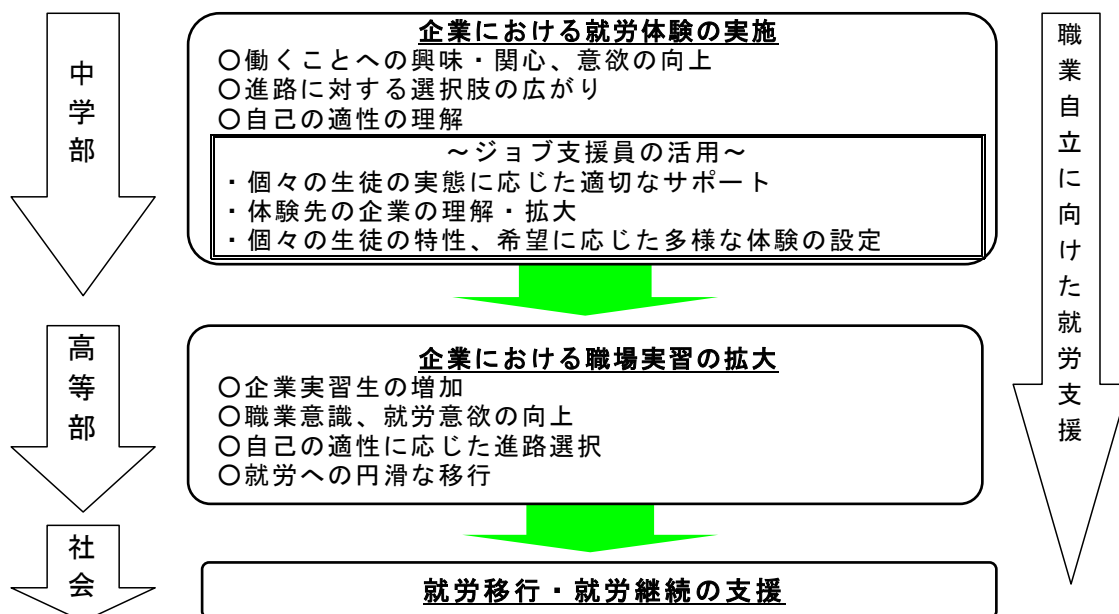 中学部
企業における就労体験の実施
○働くことへの興味・関心、意欲の向上
○進路に対する選択肢の広がり
○自己の適性の理解
～ジョブ支援員の活用～
・個々の生徒の実態に応じた適切なサポート
・体験先の企業の理解・拡大
・個々の生徒の特性、希望に応じた多様な体験の設定
職業自立に向けた就労支援
高等部
企業における職場実習の拡大
○企業実習生の増加
○職業意識、就労意欲の向上
○自己の適性に応じた進路選択
○就労への円滑な移行
社会
就労移行・就労継続の支援